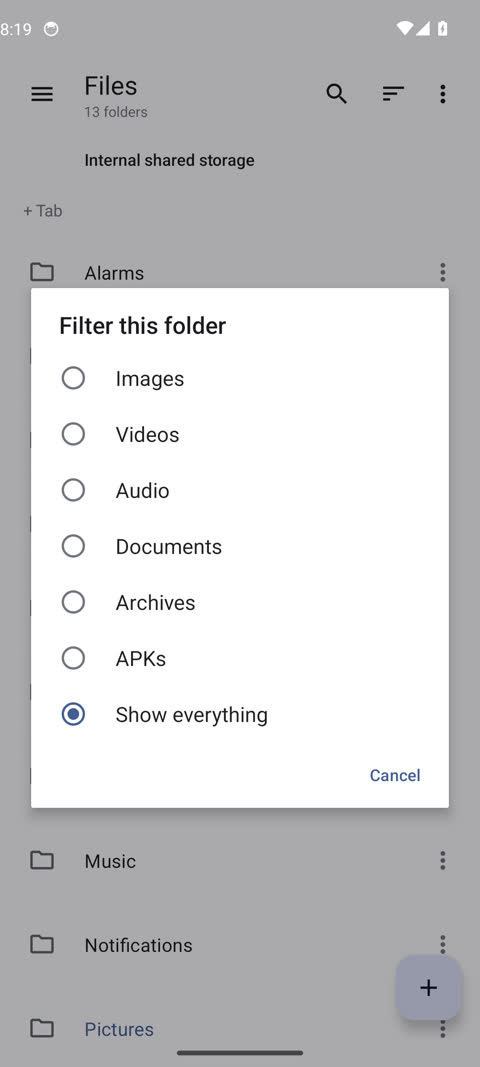 8:19
Files
13 folders
Internal shared storage
+ Tab
Alarms
Filter this folder
Images
Videos
Audio
Documents
Archives
APKs
Show everything
Cancel
Music
Notifications
Pictures